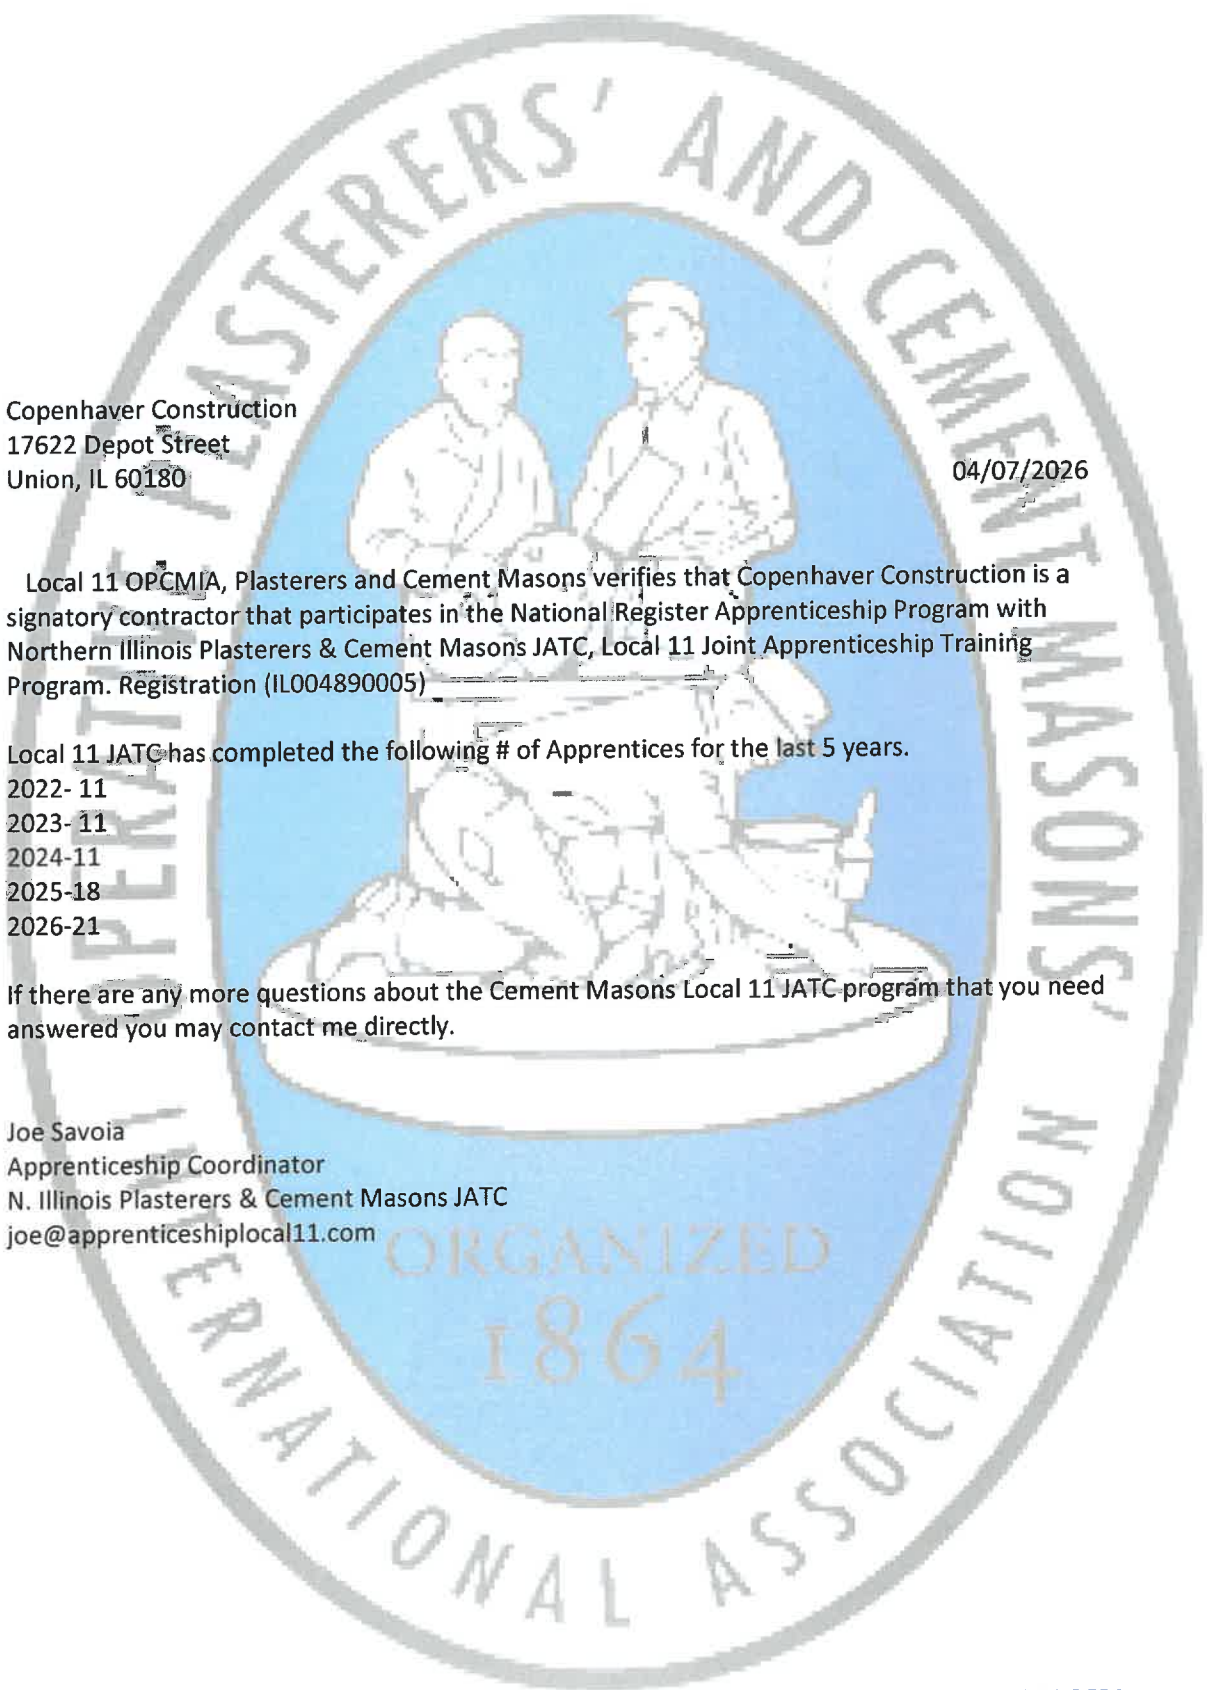 OPERATIVE PLASTERERS' AND CEMENT MASONS'
INTERNATIONAL ASSOCIATION
Copenhaver Construction
17622 Depot Street
Union, IL 60180
04/07/2026
Local 11 OPCMIA, Plasterers and Cement Masons verifies that Copenhaver Construction is a
signatory contractor that participates in the National Register Apprenticeship Program with
Northern Illinois Plasterers & Cement Masons JATC, Local 11 Joint Apprenticeship Training
Program. Registration (IL004890005)
Local 11 JATC has completed the following # of Apprentices for the last 5 years.
2022- 11
2023- 11
2024-11
2025-18
2026-21
If there are any more questions about the Cement Masons Local 11 JATC program that you need
answered you may contact me directly.
Joe Savoia
Apprenticeship Coordinator
N. Illinois Plasterers & Cement Masons JATC
joe@apprenticeshiplocal11.com
ORGANIZED
1864